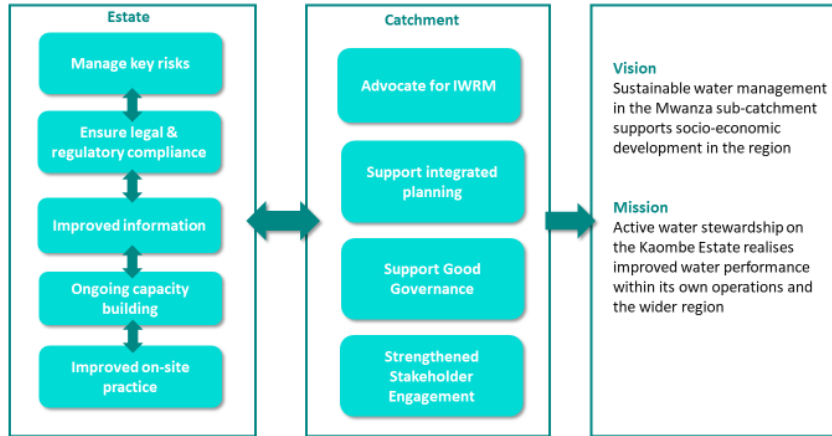 Estate
Manage key risks
Ensure legal &
regulatory compliance
Improved information
Ongoing capacity
building
Improved on-site
practice
Catchment
Advocate for IWRM
Support integrated
planning
Support Good
Governance
Strengthened
Stakeholder
Engagement
Vision
Sustainable water management
in the Mwanza sub-catchment
supports socio-economic
development in the region
Mission
Active water stewardship on
the Kaombe Estate realises
improved water performance
within its own operations and
the wider region